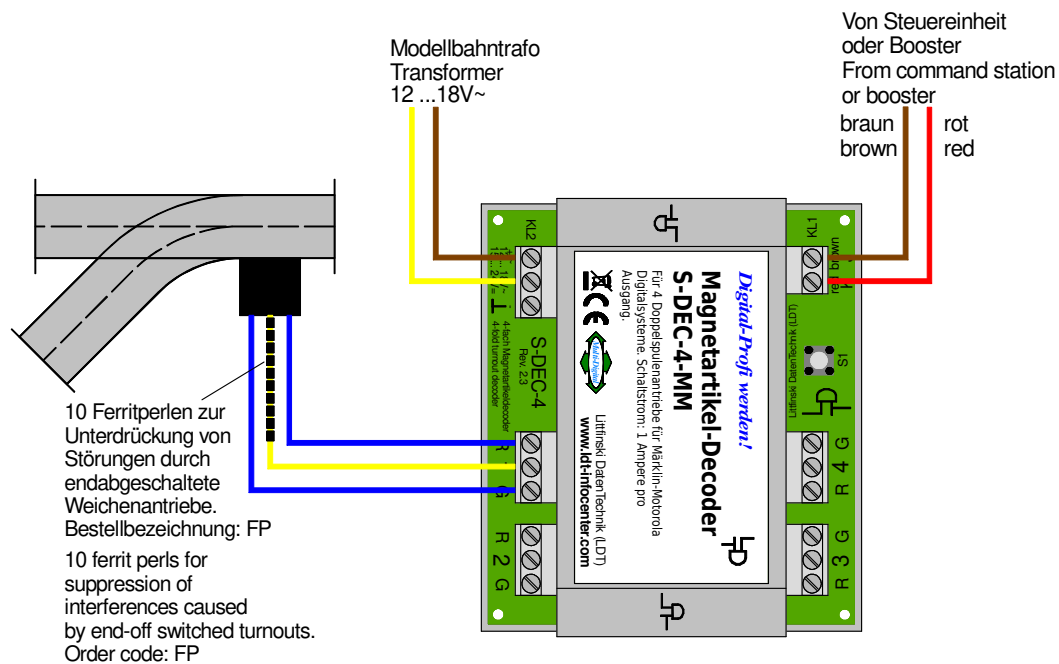 Modellbahntrafo
Transformer
12 ...18V~
Von Steuereinheit
oder Booster
From command station
or booster
braun
brown
rot
red
KL2
KL1
red brown
4-fach Magnetartikeldecoder
4-fold turnout decoder
S-DEC-4
Rev. 2.3
Digital-Profi werden!
Magnetartikel-Decoder
S-DEC-4-MM
Für 4 Doppelspulenantriebe für Märklin-Motorola
Digitalsysteme. Schaltstrom: 1 Ampere pro
Ausgang.
CE
Multi-Digital
Littfinski DatenTechnik (LDT)
www.ldt-infocenter.com
Littfinski DatenTechnik (LDT)
S1
R
G
R 2 G
R 4 G
R 3 G
10 Ferritperlen zur
Unterdrückung von
Störungen durch
endabgeschaltete
Weichenantriebe.
Bestellbezeichnung: FP
10 ferrit perls for
suppression of
interferences caused
by end-off switched turnouts.
Order code: FP